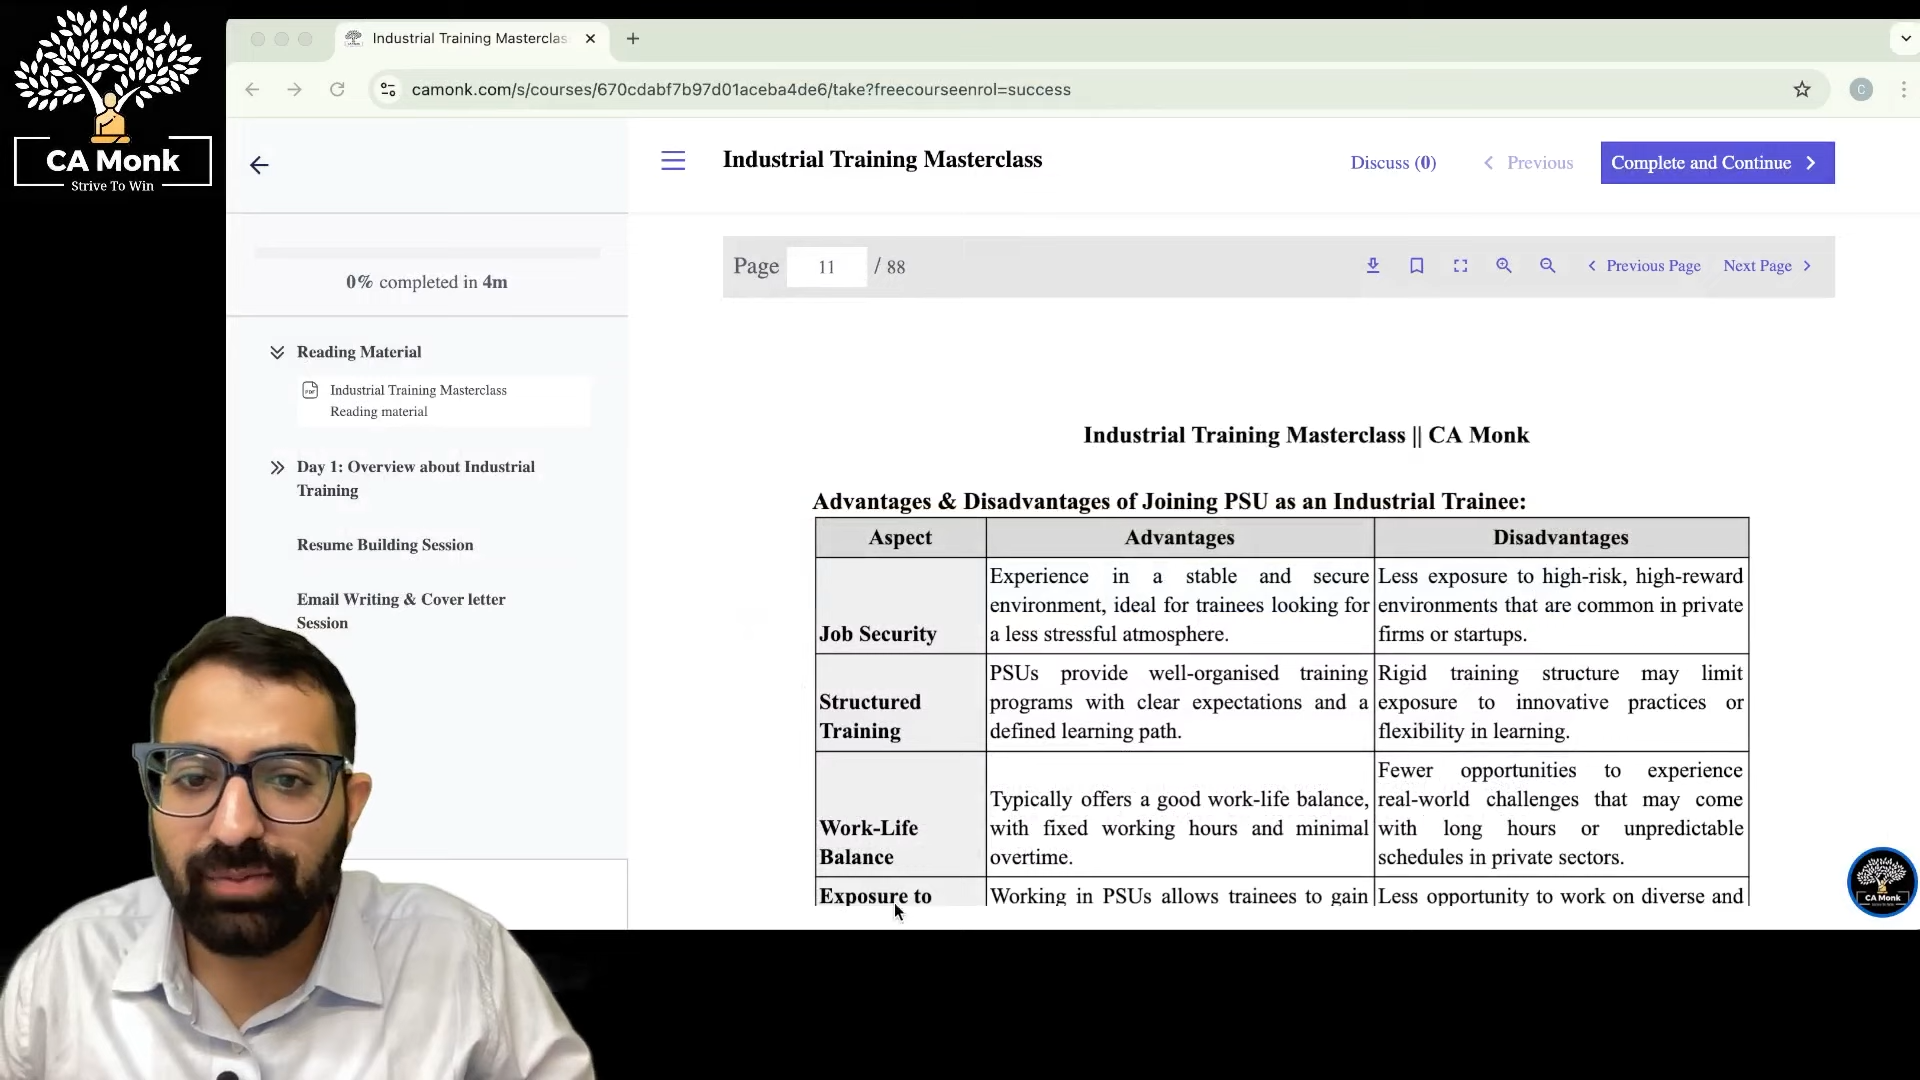 CA Monk
Strive To Win
Industrial Training Masterclas
camonk.com/s/courses/670cdabf7b97d01aceba4de6/take?freecourseenrol=success
C
Industrial Training Masterclass
Discuss (0)
Previous
Complete and Continue
Page 11 / 88
Previous Page
Next Page
0% completed in 4m
Reading Material
PDF
Industrial Training Masterclass
Reading material
Day 1: Overview about Industrial
Training
Resume Building Session
Email Writing & Cover letter
Session
Industrial Training Masterclass || CA Monk
Advantages & Disadvantages of Joining PSU as an Industrial Trainee:
Aspect
Advantages
Disadvantages
Job Security
Experience in a stable and secure
environment, ideal for trainees looking for
a less stressful atmosphere.
Less exposure to high-risk, high-reward
environments that are common in private
firms or startups.
Structured
Training
PSUs provide well-organised training
programs with clear expectations and a
defined learning path.
Rigid training structure may limit
exposure to innovative practices or
flexibility in learning.
Work-Life
Balance
Typically offers a good work-life balance,
with fixed working hours and minimal
overtime.
Fewer opportunities to experience
real-world challenges that may come
with long hours or unpredictable
schedules in private sectors.
Exposure to
Working in PSUs allows trainees to gain
Less opportunity to work on diverse and
CA Monk